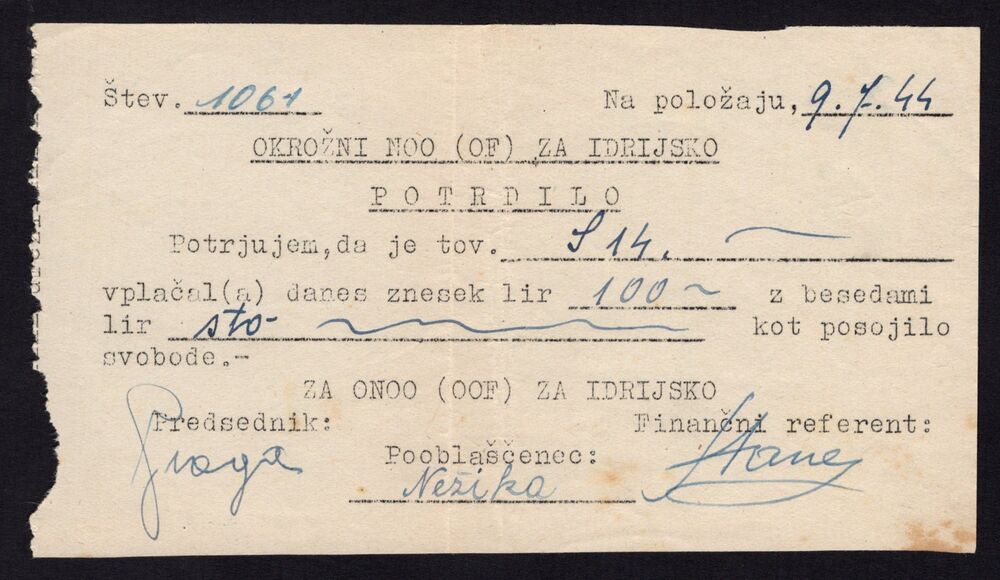 Štev. 1061 Na položaju, 9.7.44
OKROŽNI NOO (OF) ZA IDRIJSKO
POTRDILO
Potrjujem, da je tov. S 14.
vplačal(a) danes znesek lir 100 z besedami
lir sto kot posojilo
svobode.-
ZA ONOO (OOF) ZA IDRIJSKO
Predsednik: Finančni referent:
Pooblaščenec:
Nežika Stane